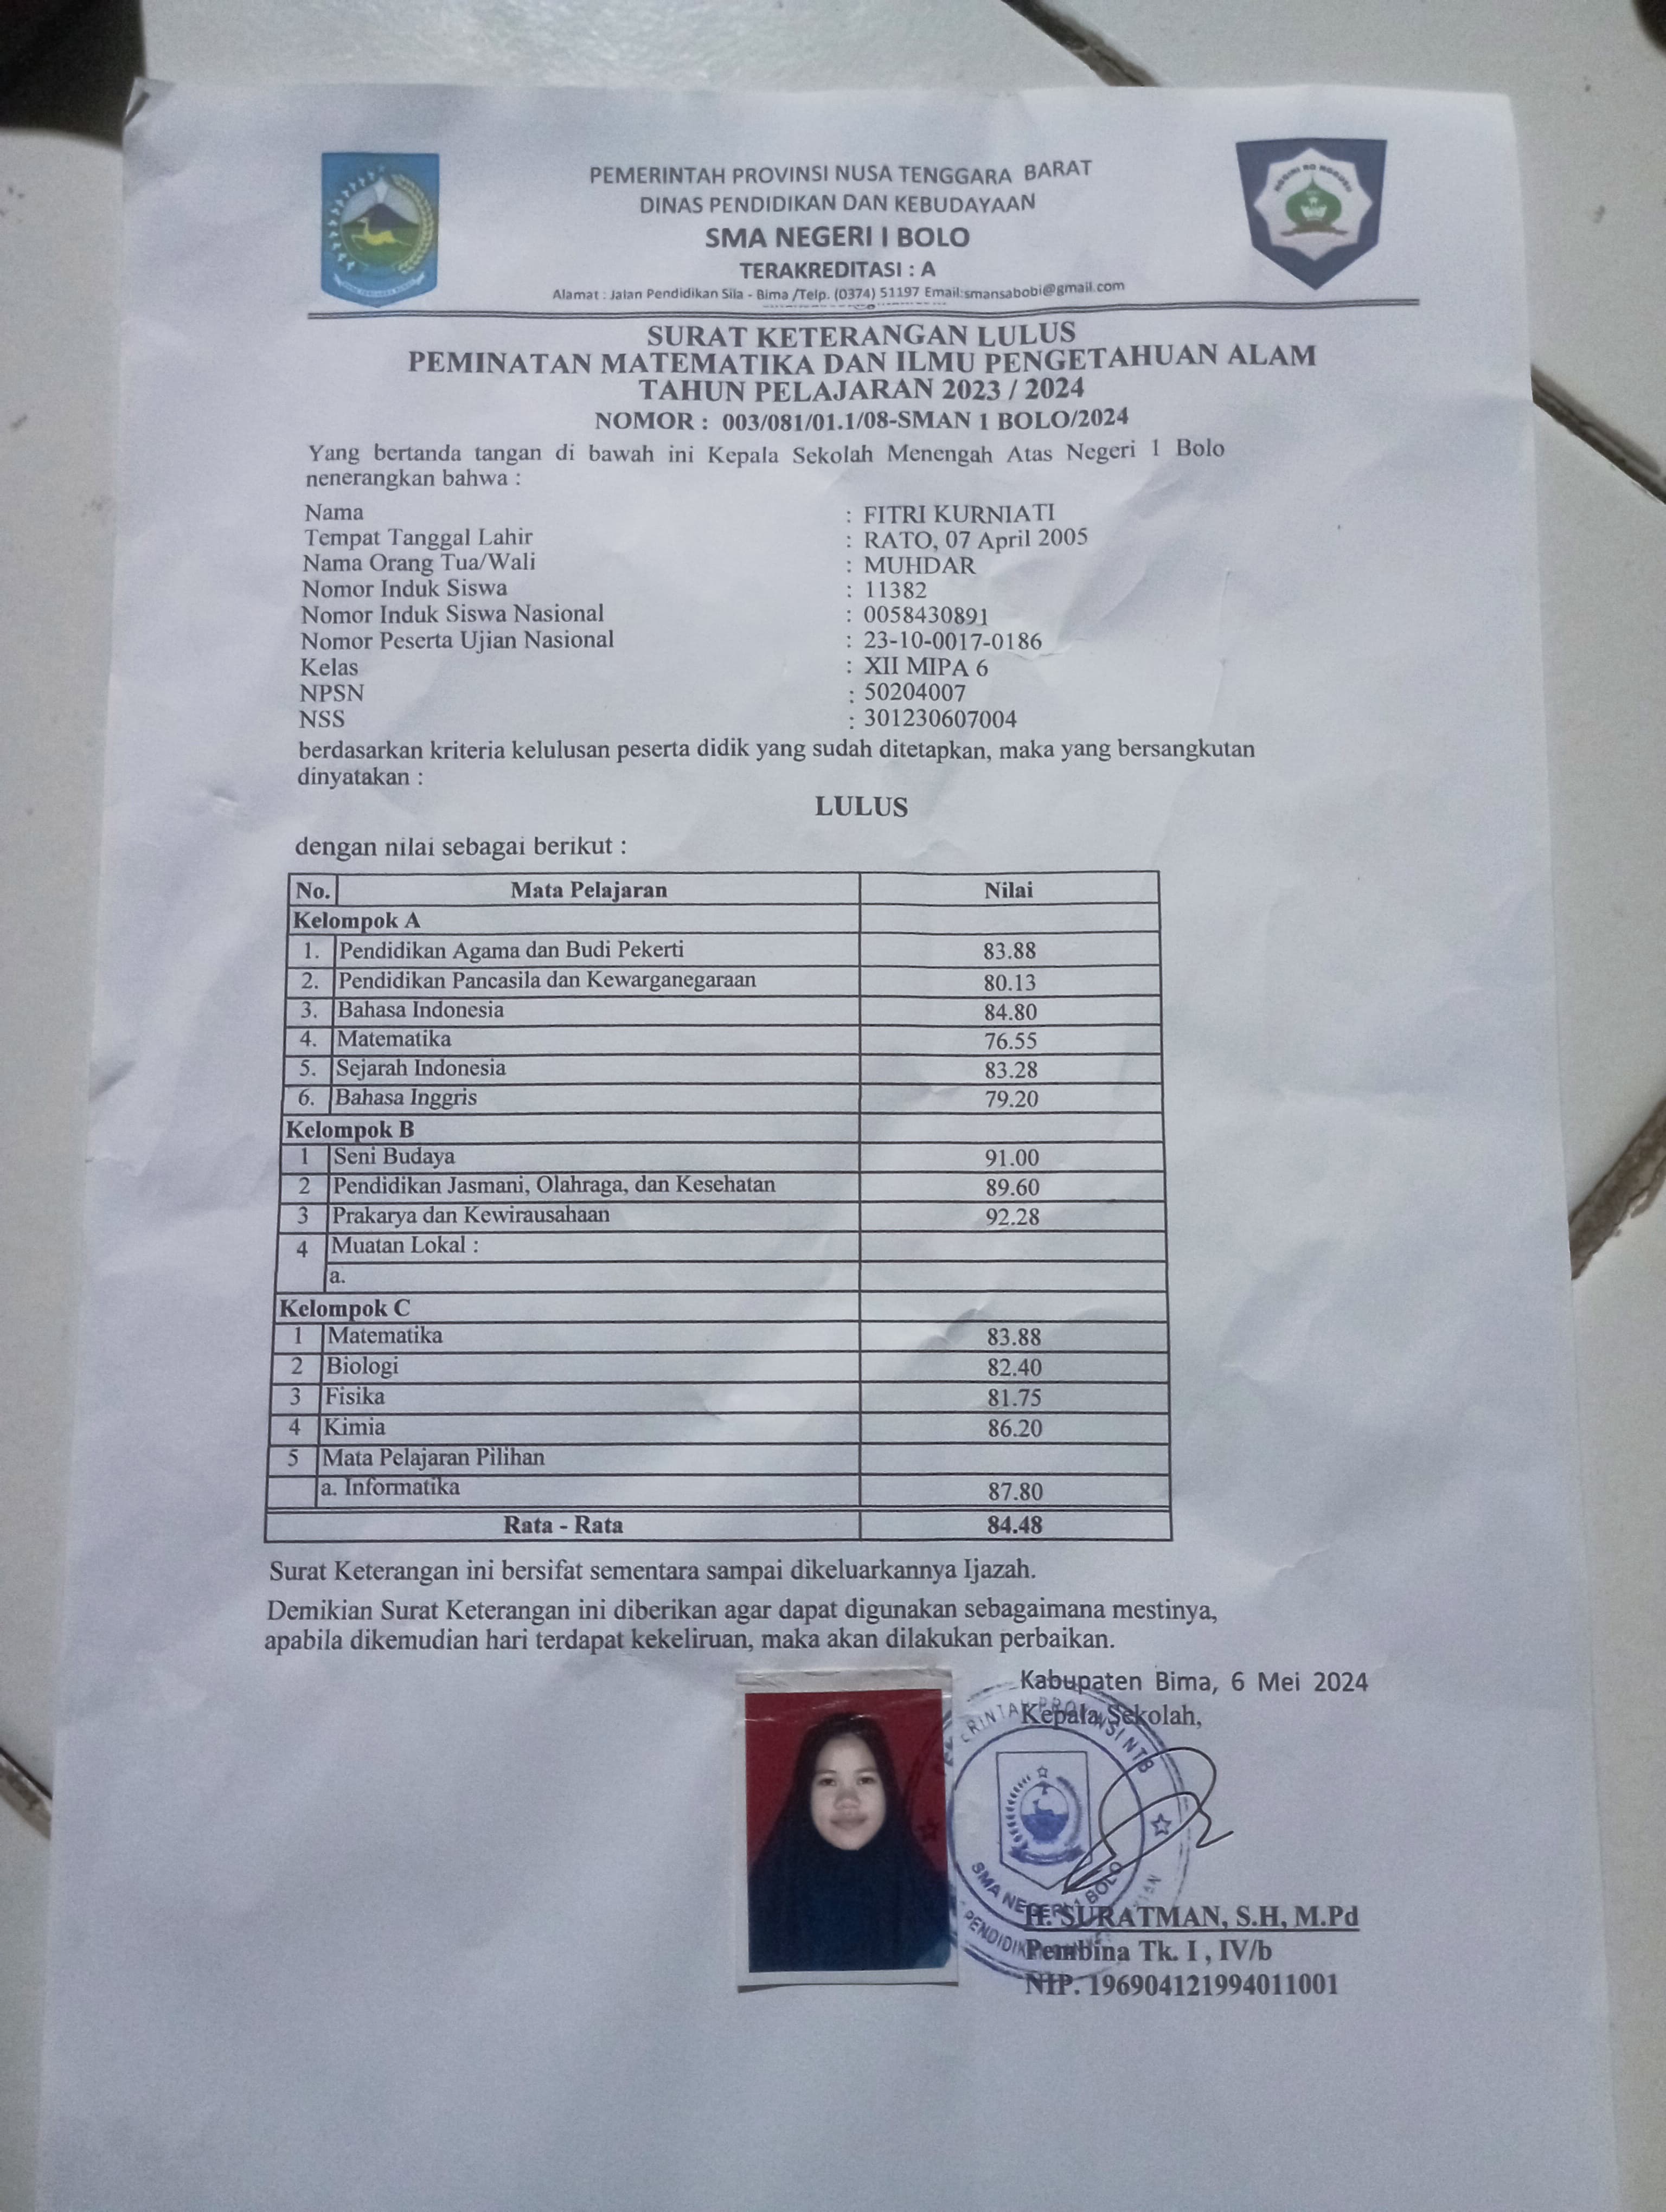 PEMERINTAH PROVINSI NUSA TENGGARA BARAT
DINAS PENDIDIKAN DAN KEBUDAYAAN
SMA NEGERI I BOLO
TERAKREDITASI : A
Alamat : Jalan Pendidikan Sila - Bima /Telp. (0374) 51197 Email:smansabobi@gmail.com
SURAT KETERANGAN LULUS
PEMINATAN MATEMATIKA DAN ILMU PENGETAHUAN ALAM
TAHUN PELAJARAN 2023 / 2024
NOMOR : 003/081/01.1/08-SMAN 1 BOLO/2024
Yang bertanda tangan di bawah ini Kepala Sekolah Menengah Atas Negeri 1 Bolo
nenerangkan bahwa :
Nama : FITRI KURNIATI
Tempat Tanggal Lahir : RATO, 07 April 2005
Nama Orang Tua/Wali : MUHDAR
Nomor Induk Siswa : 11382
Nomor Induk Siswa Nasional : 0058430891
Nomor Peserta Ujian Nasional : 23-10-0017-0186
Kelas : XII MIPA 6
NPSN : 50204007
NSS : 301230607004
berdasarkan kriteria kelulusan peserta didik yang sudah ditetapkan, maka yang bersangkutan
dinyatakan :
LULUS
dengan nilai sebagai berikut :
No. Mata Pelajaran Nilai
Kelompok A
1. Pendidikan Agama dan Budi Pekerti 83.88
2. Pendidikan Pancasila dan Kewarganegaraan 80.13
3. Bahasa Indonesia 84.80
4. Matematika 76.55
5. Sejarah Indonesia 83.28
6. Bahasa Inggris 79.20
Kelompok B
1 Seni Budaya 91.00
2 Pendidikan Jasmani, Olahraga, dan Kesehatan 89.60
3 Prakarya dan Kewirausahaan 92.28
4 Muatan Lokal :
a.
Kelompok C
1 Matematika 83.88
2 Biologi 82.40
3 Fisika 81.75
4 Kimia 86.20
5 Mata Pelajaran Pilihan
a. Informatika 87.80
Rata - Rata 84.48
Surat Keterangan ini bersifat sementara sampai dikeluarkannya Ijazah.
Demikian Surat Keterangan ini diberikan agar dapat digunakan sebagaimana mestinya,
apabila dikemudian hari terdapat kekeliruan, maka akan dilakukan perbaikan.
Kabupaten Bima, 6 Mei 2024
Kepala Sekolah,
SMA NEGERI 1 BOLO
H. SURATMAN, S.H, M.Pd
Pembina Tk. I , IV/b
NIP. 196904121994011001